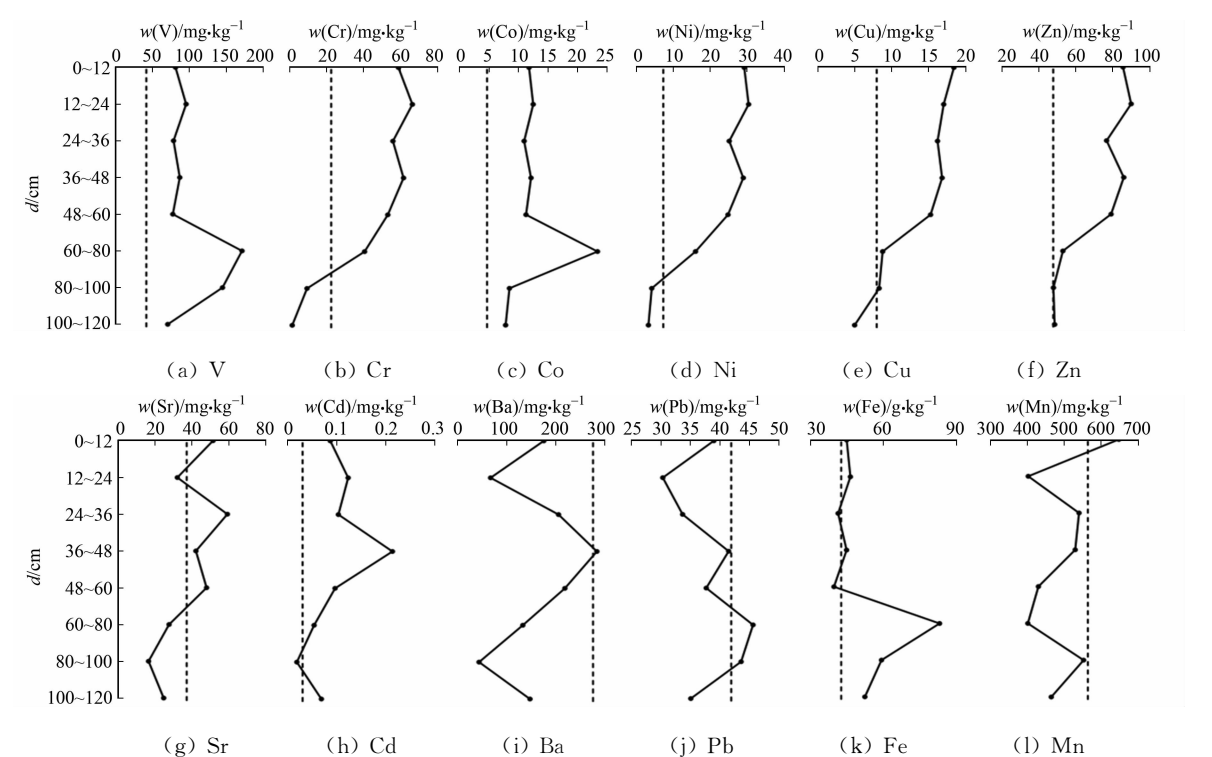 w(V)/mg•kg⁻¹ w(Cr)/mg•kg⁻¹ w(Co)/mg•kg⁻¹ w(Ni)/mg•kg⁻¹ w(Cu)/mg•kg⁻¹ w(Zn)/mg•kg⁻¹
0 50 100 150 200 0 20 40 60 80 0 5 10 15 20 25 0 10 20 30 40 0 5 10 15 20 20 40 60 80 100
0~12
12~24
24~36
36~48
d/cm
48~60
60~80
80~100
100~120
(a) V (b) Cr (c) Co (d) Ni (e) Cu (f) Zn
w(Sr)/mg•kg⁻¹ w(Cd)/mg•kg⁻¹ w(Ba)/mg•kg⁻¹ w(Pb)/mg•kg⁻¹ w(Fe)/g•kg⁻¹ w(Mn)/mg•kg⁻¹
0 20 40 60 80 0 0.1 0.2 0.3 0 100 200 300 25 30 35 40 45 50 30 60 90 300 400 500 600 700
0~12
12~24
24~36
36~48
d/cm
48~60
60~80
80~100
100~120
(g) Sr (h) Cd (i) Ba (j) Pb (k) Fe (l) Mn